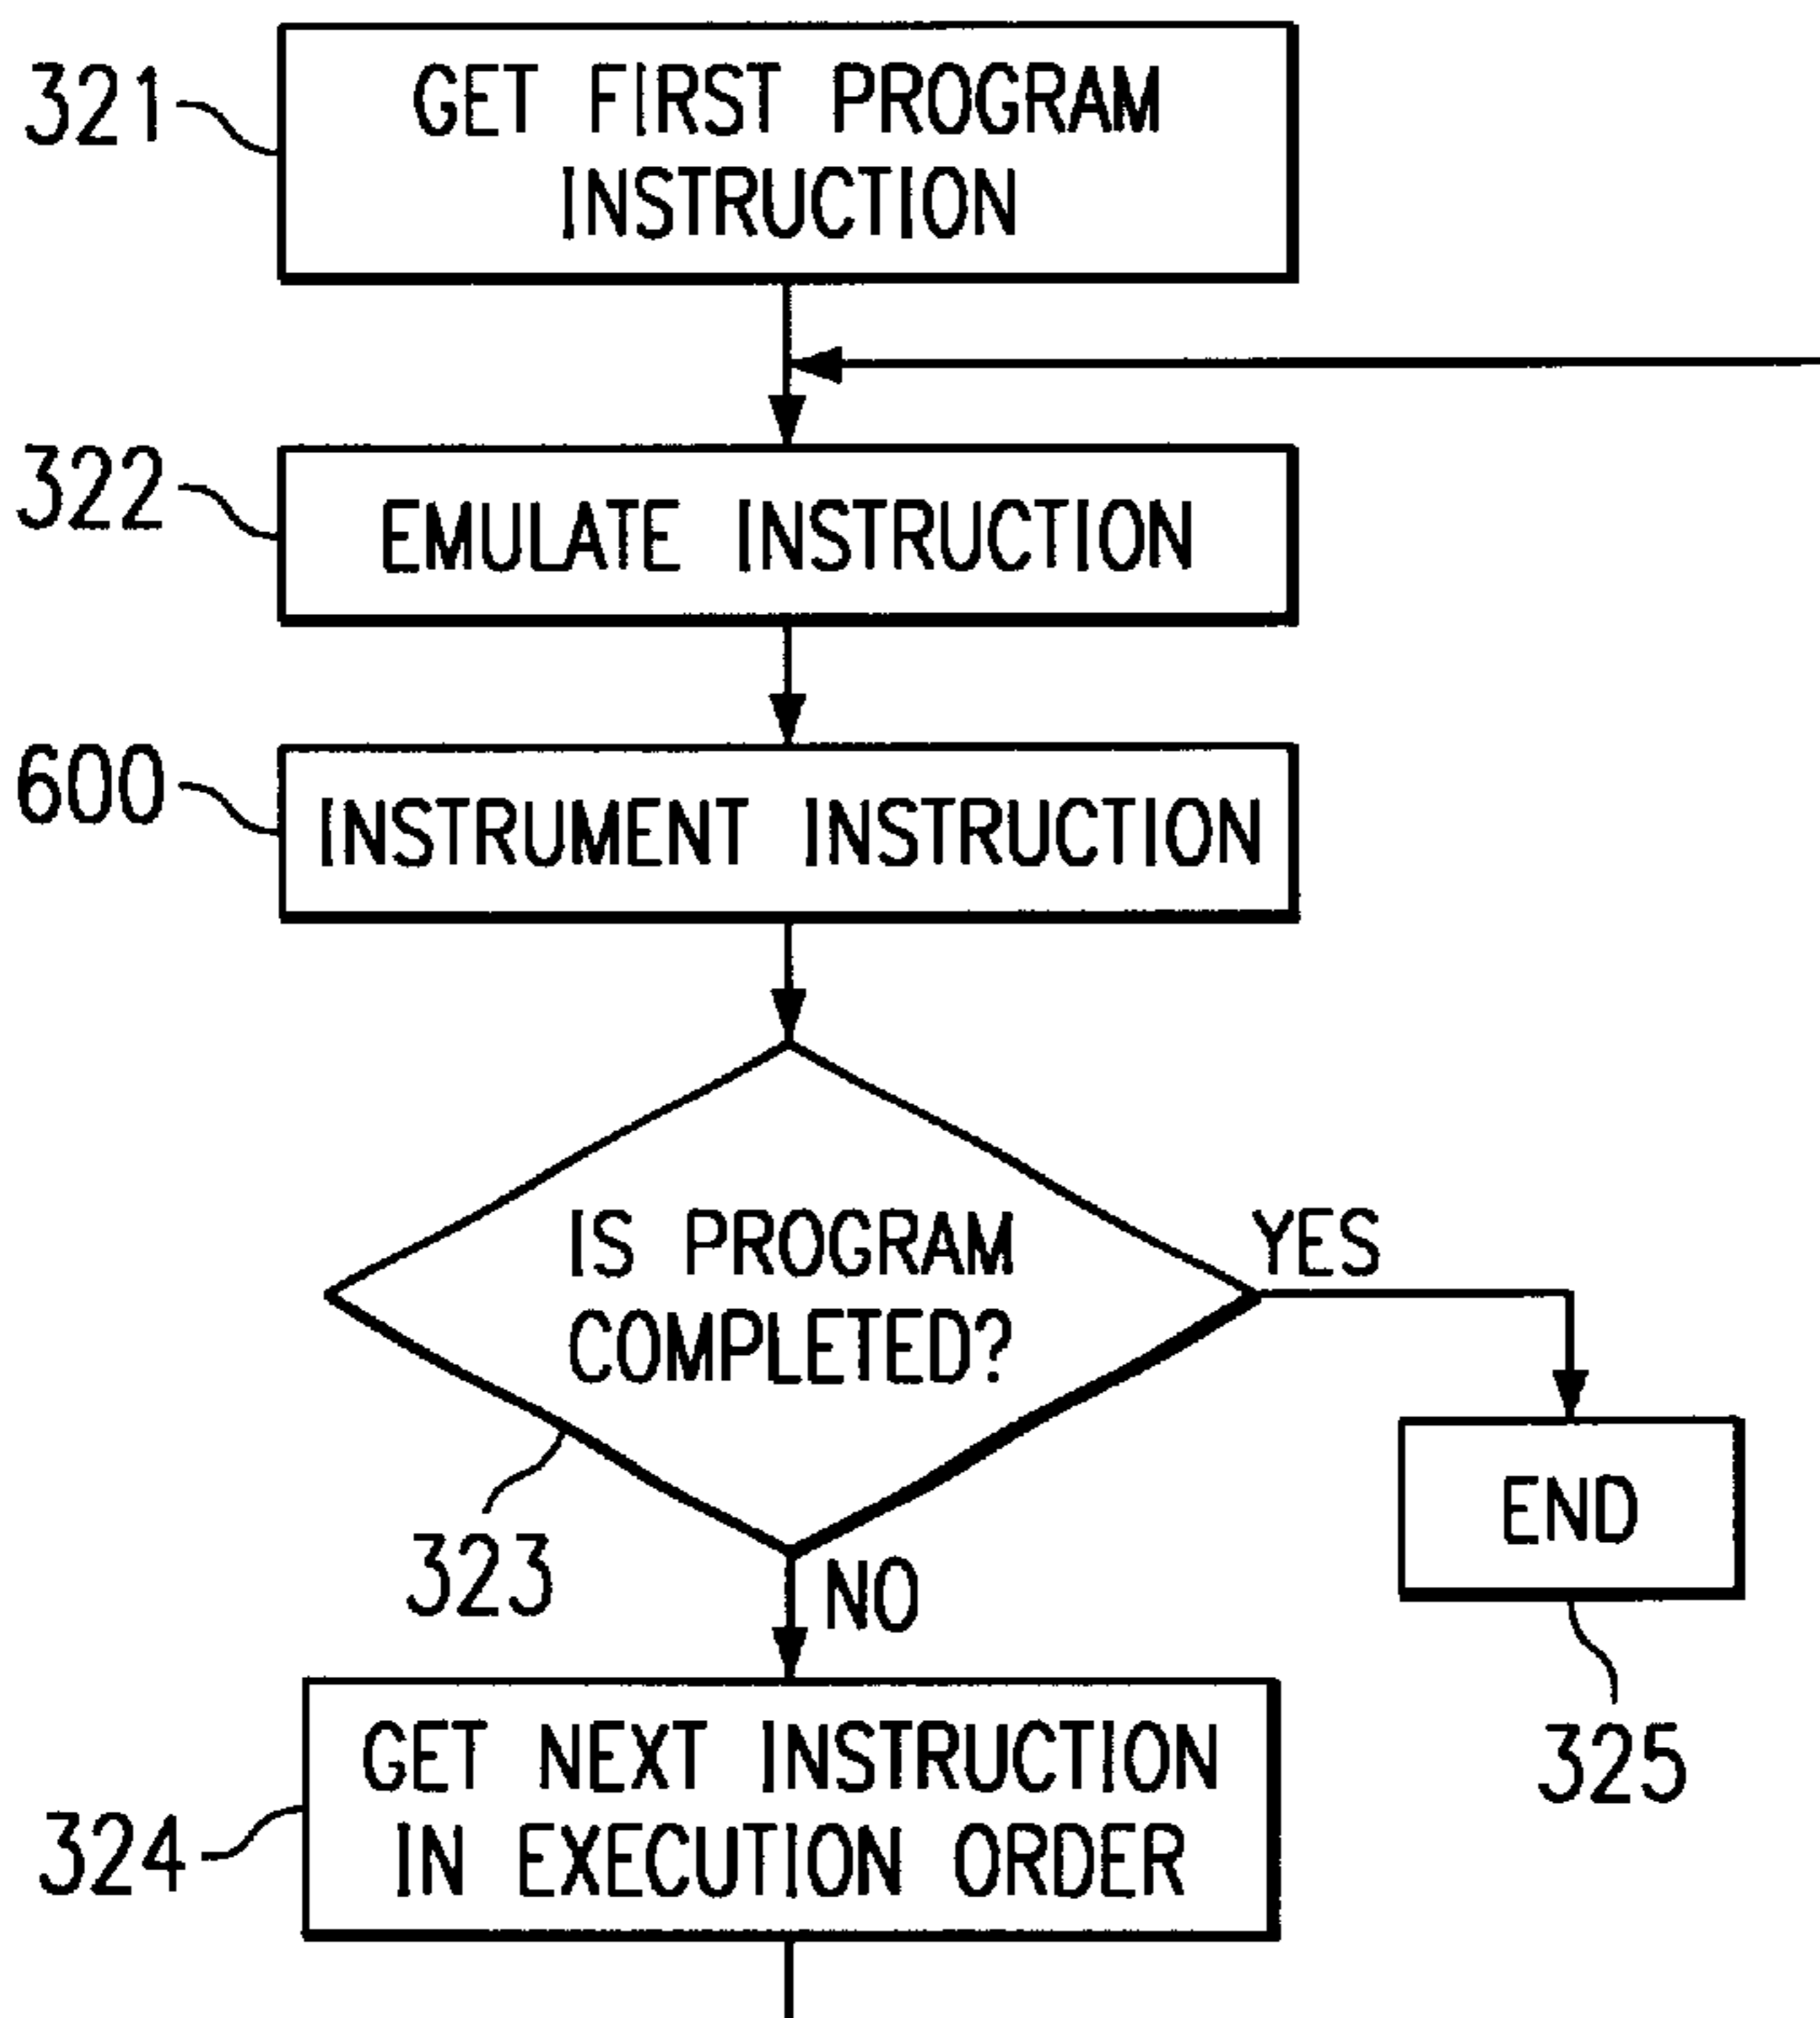 321
GET FIRST PROGRAM
INSTRUCTION
322
EMULATE INSTRUCTION
600
INSTRUMENT INSTRUCTION
IS PROGRAM
COMPLETED?
YES
323
NO
END
325
GET NEXT INSTRUCTION
IN EXECUTION ORDER
324